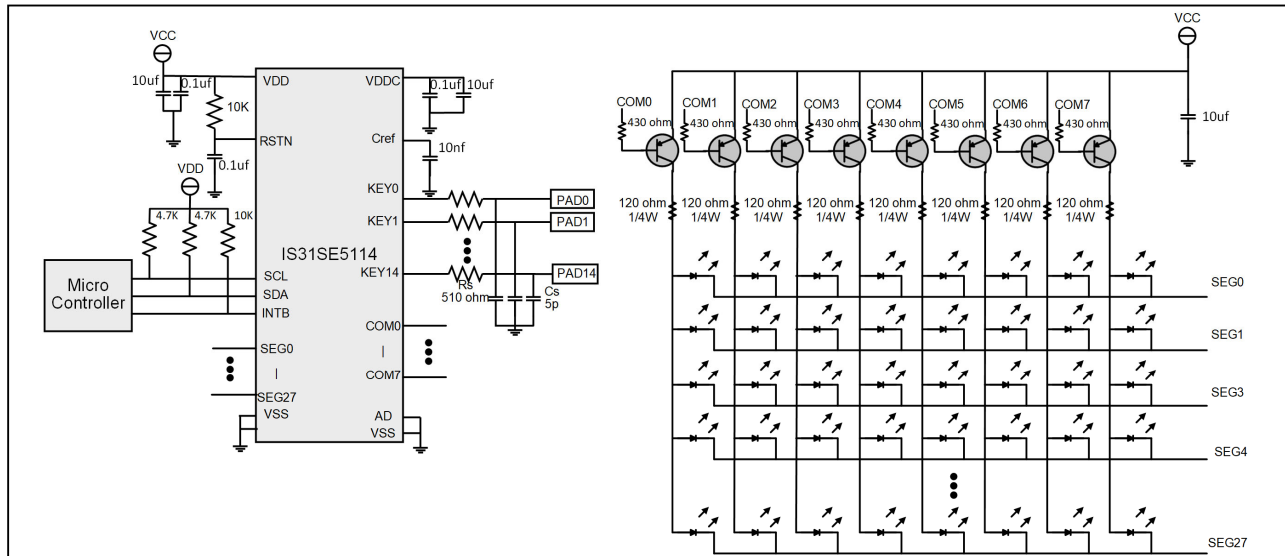 VCC
10uf
0.1uf
10K
0.1uf
VDD
4.7K
4.7K
10K
Micro
Controller
VDD
RSTN
IS31SE5114
SCL
SDA
INTB
SEG0
|
SEG27
VSS
VDDC
Cref
KEY0
KEY1
KEY14
COM0
|
COM7
AD
VSS
0.1uf
10uf
10nf
PAD0
PAD1
PAD14
Rs
510 ohm
Cs
5p
VCC
10uf
COM0
COM1
COM2
COM3
COM4
COM5
COM6
COM7
430 ohm
430 ohm
430 ohm
430 ohm
430 ohm
430 ohm
430 ohm
430 ohm
120 ohm
1/4W
120 ohm
1/4W
120 ohm
1/4W
120 ohm
1/4W
120 ohm
1/4W
120 ohm
1/4W
120 ohm
1/4W
120 ohm
1/4W
SEG0
SEG1
SEG3
SEG4
SEG27